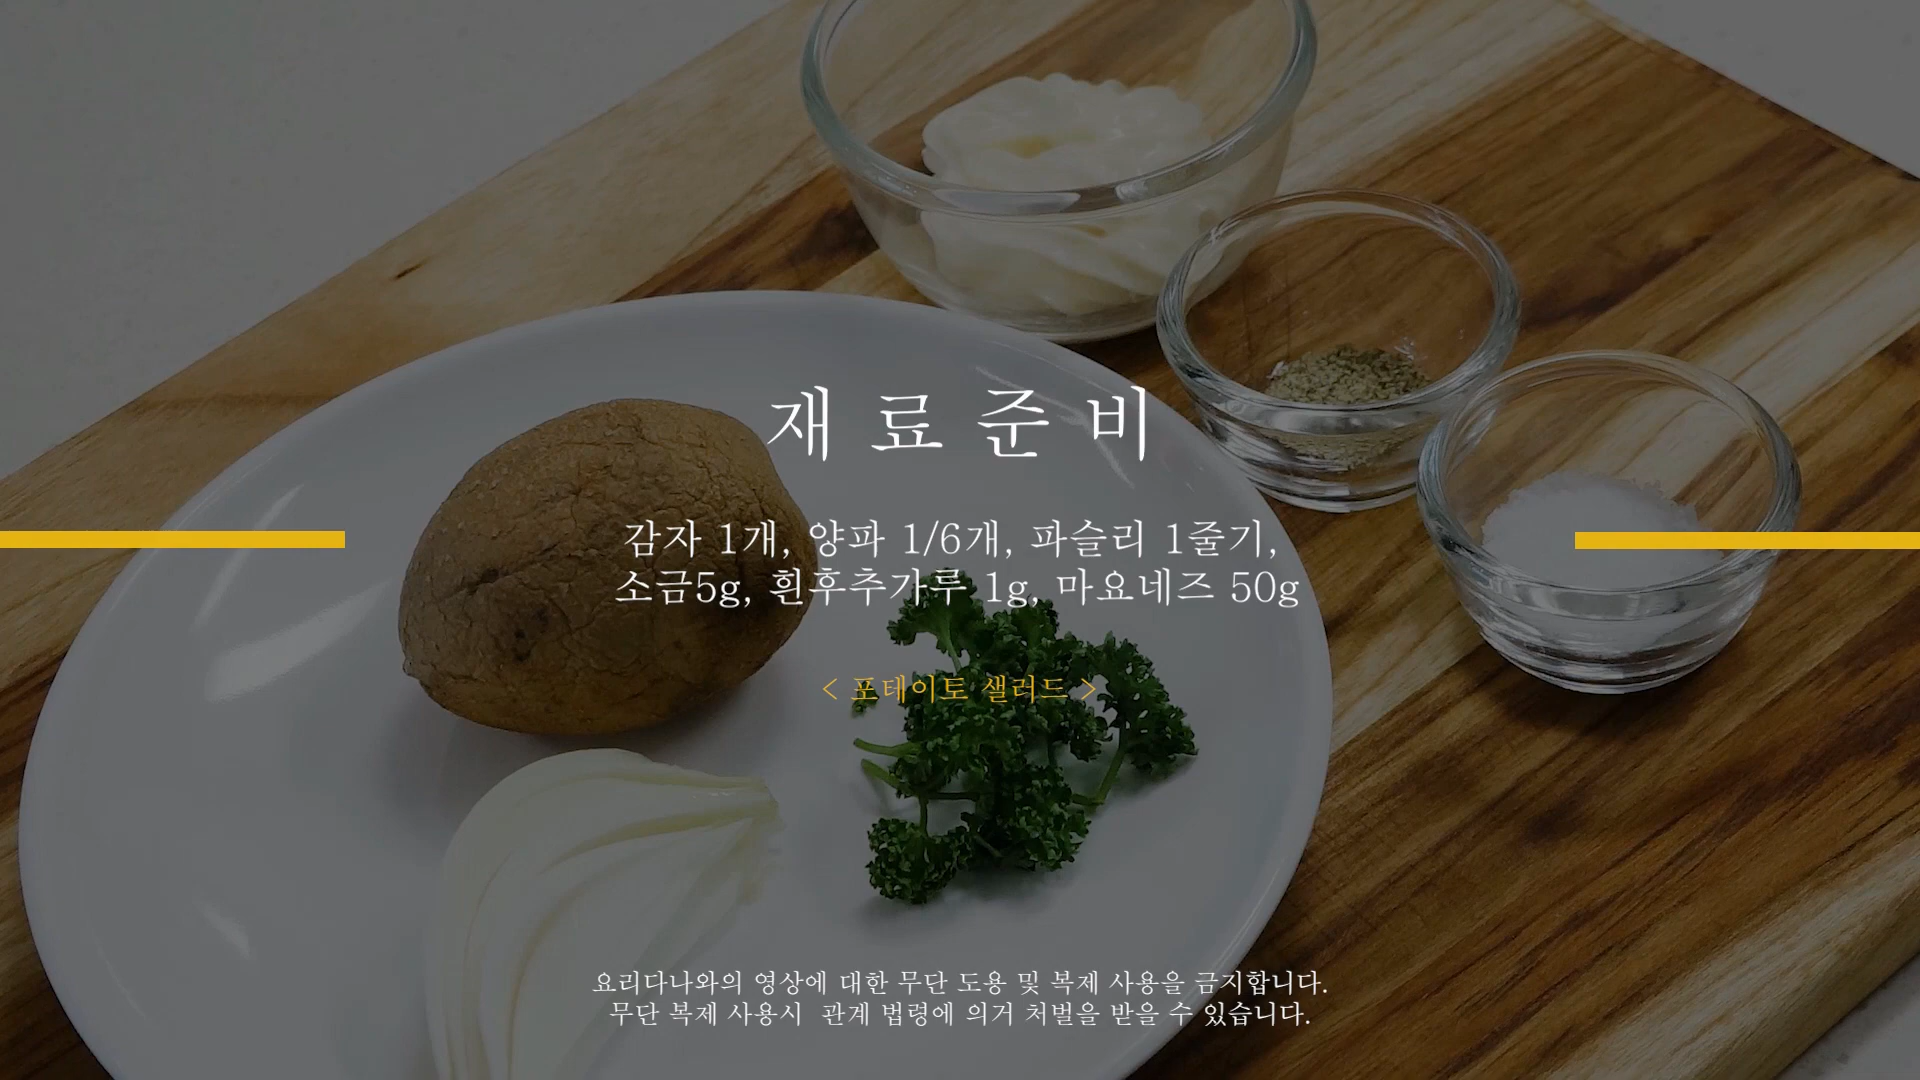 재료준비
감자 1개, 양파 1/6개, 파슬리 1줄기,
소금5g, 흰후추가루 1g, 마요네즈 50g
< 포테이토 샐러드 >
요리다나와의 영상에 대한 무단 도용 및 복제 사용을 금지합니다.
무단 복제 사용시 관계 법령에 의거 처벌을 받을 수 있습니다.